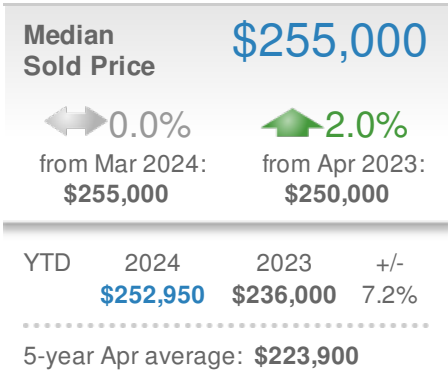 Median
Sold Price
$255,000
0.0%
2.0%
from Mar 2024:
from Apr 2023:
$255,000
$250,000
YTD 2024 2023 +/-
$252,950 $236,000 7.2%
5-year Apr average: $223,900